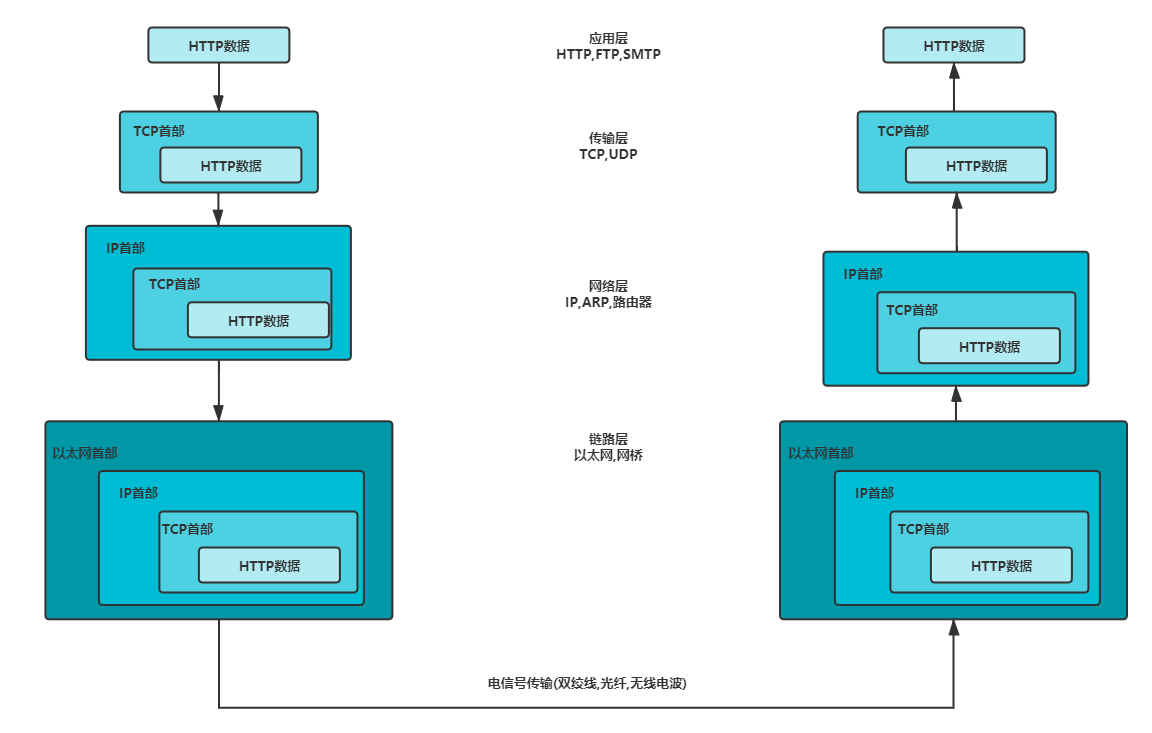 HTTP数据
应用层
HTTP,FTP,SMTP
HTTP数据
TCP首部
HTTP数据
传输层
TCP,UDP
TCP首部
HTTP数据
IP首部
TCP首部
HTTP数据
网络层
IP,ARP,路由器
IP首部
TCP首部
HTTP数据
以太网首部
IP首部
TCP首部
HTTP数据
链路层
以太网,网桥
以太网首部
IP首部
TCP首部
HTTP数据
电信号传输(双绞线,光纤,无线电波)